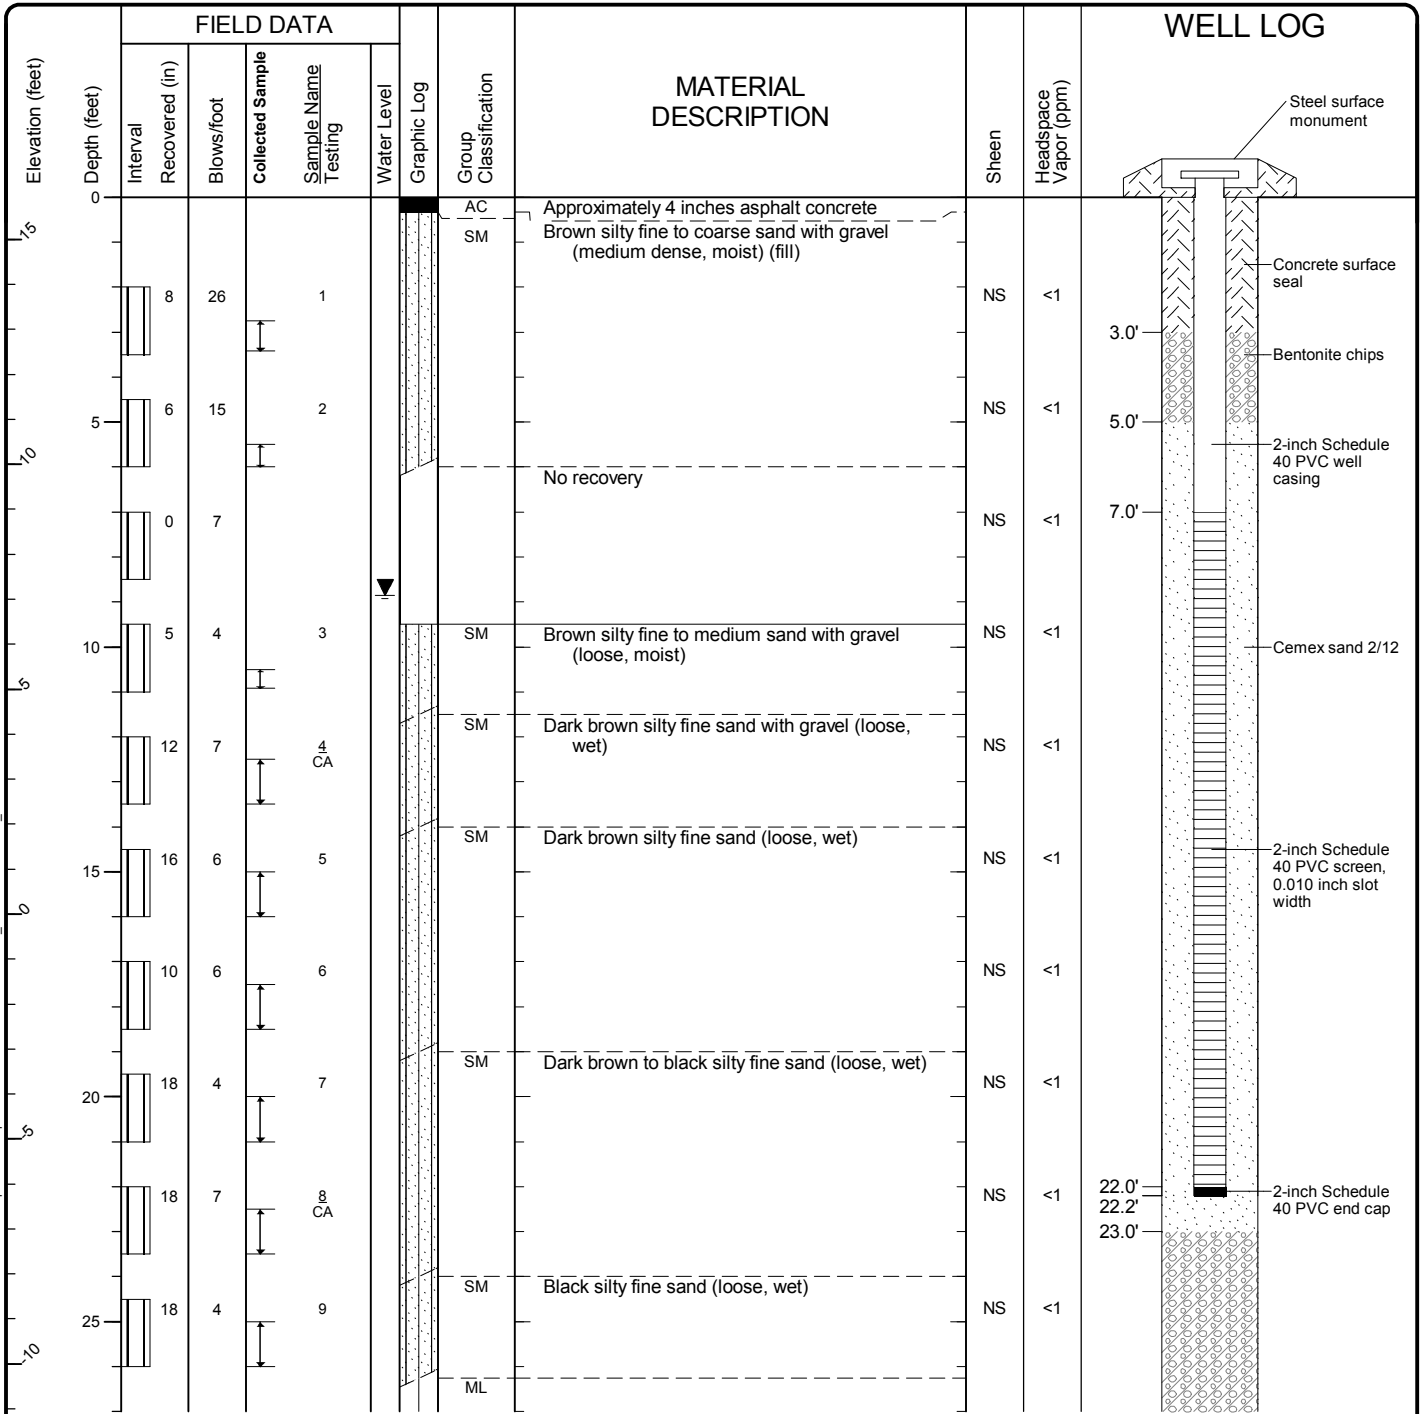 FIELD DATA
WELL LOG
Elevation (feet)
Depth (feet)
Interval
Recovered (in)
Blows/foot
Collected Sample
Sample Name
Testing
Water Level
Graphic Log
Group
Classification
MATERIAL
DESCRIPTION
Sheen
Headspace
Vapor (ppm)
Steel surface
monument
0
AC
Approximately 4 inches asphalt concrete
15
SM
Brown silty fine to coarse sand with gravel
(medium dense, moist) (fill)
Concrete surface
seal
8
26
1
NS
<1
3.0'
Bentonite chips
5
6
15
2
NS
<1
5.0'
2-inch Schedule
40 PVC well
casing
10
No recovery
0
7
NS
<1
7.0'
10
5
4
3
SM
Brown silty fine to medium sand with gravel
(loose, moist)
NS
<1
Cemex sand 2/12
5
SM
Dark brown silty fine sand with gravel (loose,
wet)
12
7
4
CA
NS
<1
SM
Dark brown silty fine sand (loose, wet)
15
16
6
5
NS
<1
2-inch Schedule
40 PVC screen,
0.010 inch slot
width
0
10
6
6
NS
<1
SM
Dark brown to black silty fine sand (loose, wet)
20
18
4
7
NS
<1
-5
18
7
8
CA
NS
<1
22.0'
22.2'
23.0'
2-inch Schedule
40 PVC end cap
SM
Black silty fine sand (loose, wet)
25
18
4
9
NS
<1
-10
ML